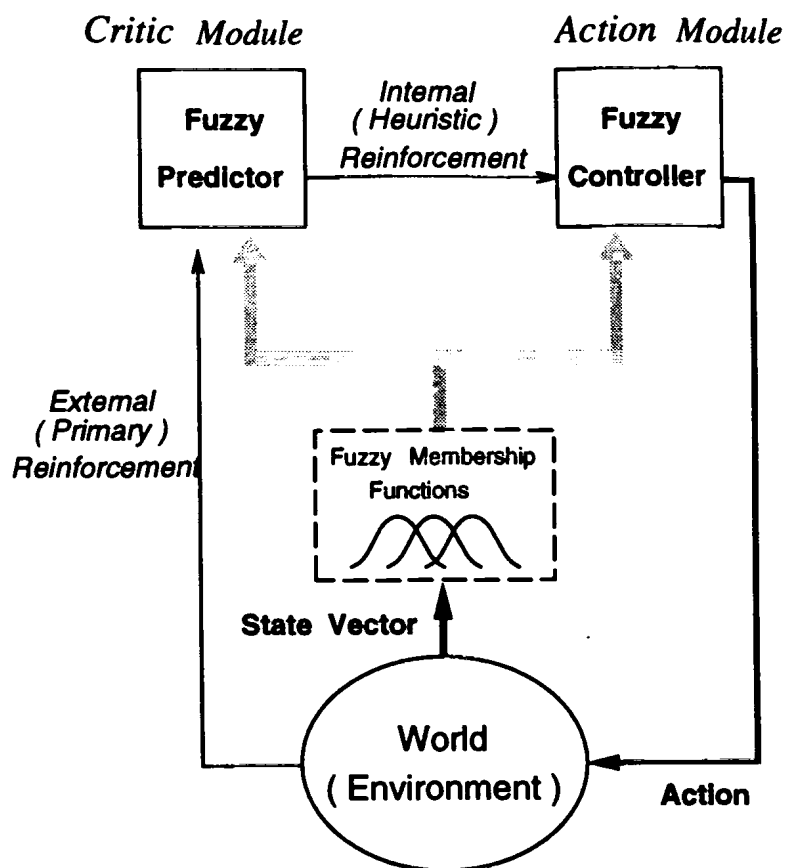 Critic Module
Action Module
Fuzzy
Predictor
Internal
( Heuristic )
Reinforcement
Fuzzy
Controller
External
( Primary )
Reinforcement
Fuzzy Membership
Functions
State Vector
World
( Environment )
Action